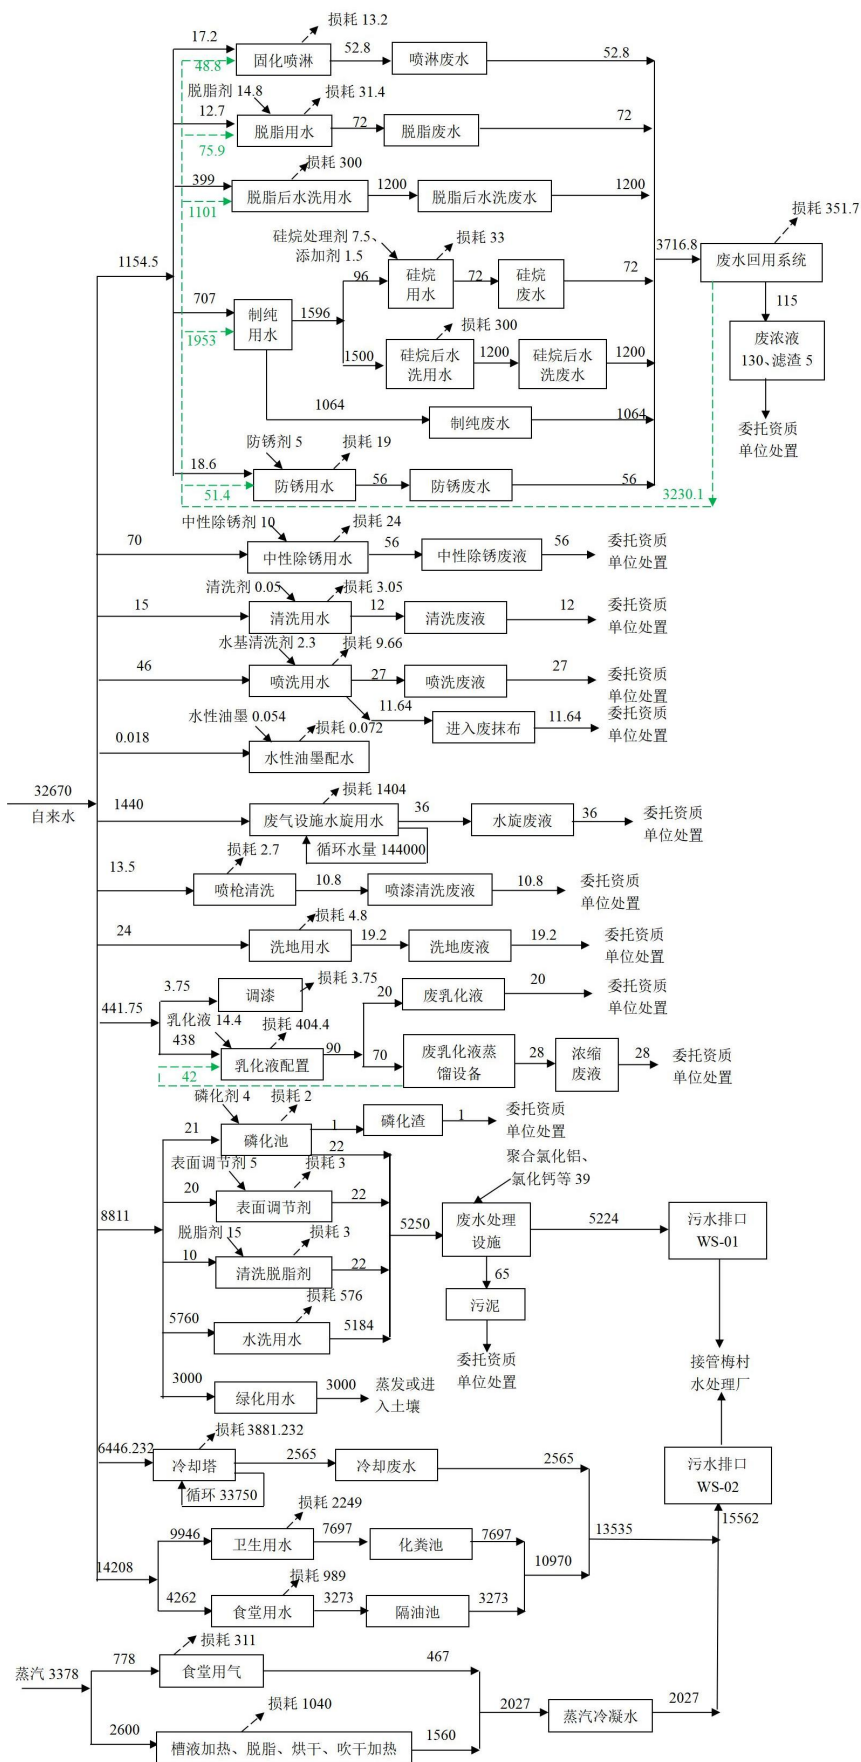 损耗 13.2
17.2
固化喷淋
52.8
喷淋废水
52.8
48.8
脱脂剂 14.8
损耗 31.4
12.7
脱脂用水
72
脱脂废水
72
75.9
损耗 300
399
脱脂后水洗用水
1200
脱脂后水洗废水
1200
1101
损耗 351.7
硅烷处理剂 7.5、
添加剂 1.5
损耗 33
3716.8
废水回用系统
1154.5
96
硅烷
用水
72
硅烷
废水
72
115
707
制纯
用水
1596
损耗 300
废浓液
130、滤渣 5
1953
1500
硅烷后水
洗用水
1200
硅烷后水
洗废水
1200
1064
制纯废水
1064
委托资质
单位处置
防锈剂 5
损耗 19
18.6
防锈用水
56
防锈废水
56
51.4
3230.1
中性除锈剂 10
损耗 24
70
中性除锈用水
56
中性除锈废液
56
委托资质
单位处置
清洗剂 0.05
损耗 3.05
15
清洗用水
12
清洗废液
12
委托资质
单位处置
水基清洗剂 2.3
损耗 9.66
46
喷洗用水
27
喷洗废液
27
委托资质
单位处置
11.64
进入废抹布
11.64
委托资质
单位处置
水性油墨 0.054
损耗 0.072
0.018
水性油墨配水
32670
自来水
损耗 1404
1440
废气设施水旋用水
36
水旋废液
36
委托资质
单位处置
循环水量 144000
损耗 2.7
13.5
喷枪清洗
10.8
喷漆清洗废液
10.8
委托资质
单位处置
损耗 4.8
24
洗地用水
19.2
洗地废液
19.2
委托资质
单位处置
3.75
调漆
损耗 3.75
441.75
乳化液 14.4
损耗 404.4
20
废乳化液
20
委托资质
单位处置
438
乳化液配置
90
70
废乳化液蒸
馏设备
28
浓缩
废液
28
委托资质
单位处置
42
磷化剂 4
损耗 2
21
磷化池
1
磷化渣
1
委托资质
单位处置
22
表面调节剂 5
损耗 3
聚合氯化铝、
氯化钙等 39
20
表面调节剂
22
8811
5250
废水处理
设施
5224
污水排口
WS-01
脱脂剂 15
损耗 3
10
清洗脱脂剂
22
65
污泥
损耗 576
5760
水洗用水
5184
委托资质
单位处置
接管梅村
水处理厂
3000
绿化用水
3000
蒸发或进
入土壤
损耗 3881.232
6446.232
冷却塔
2565
冷却废水
2565
污水排口
WS-02
循环 33750
损耗 2249
15562
9946
卫生用水
7697
化粪池
7697
13535
14208
10970
损耗 989
4262
食堂用水
3273
隔油池
3273
损耗 311
蒸汽 3378
778
食堂用气
467
2027
蒸汽冷凝水
2027
损耗 1040
2600
槽液加热、脱脂、烘干、吹干加热
1560